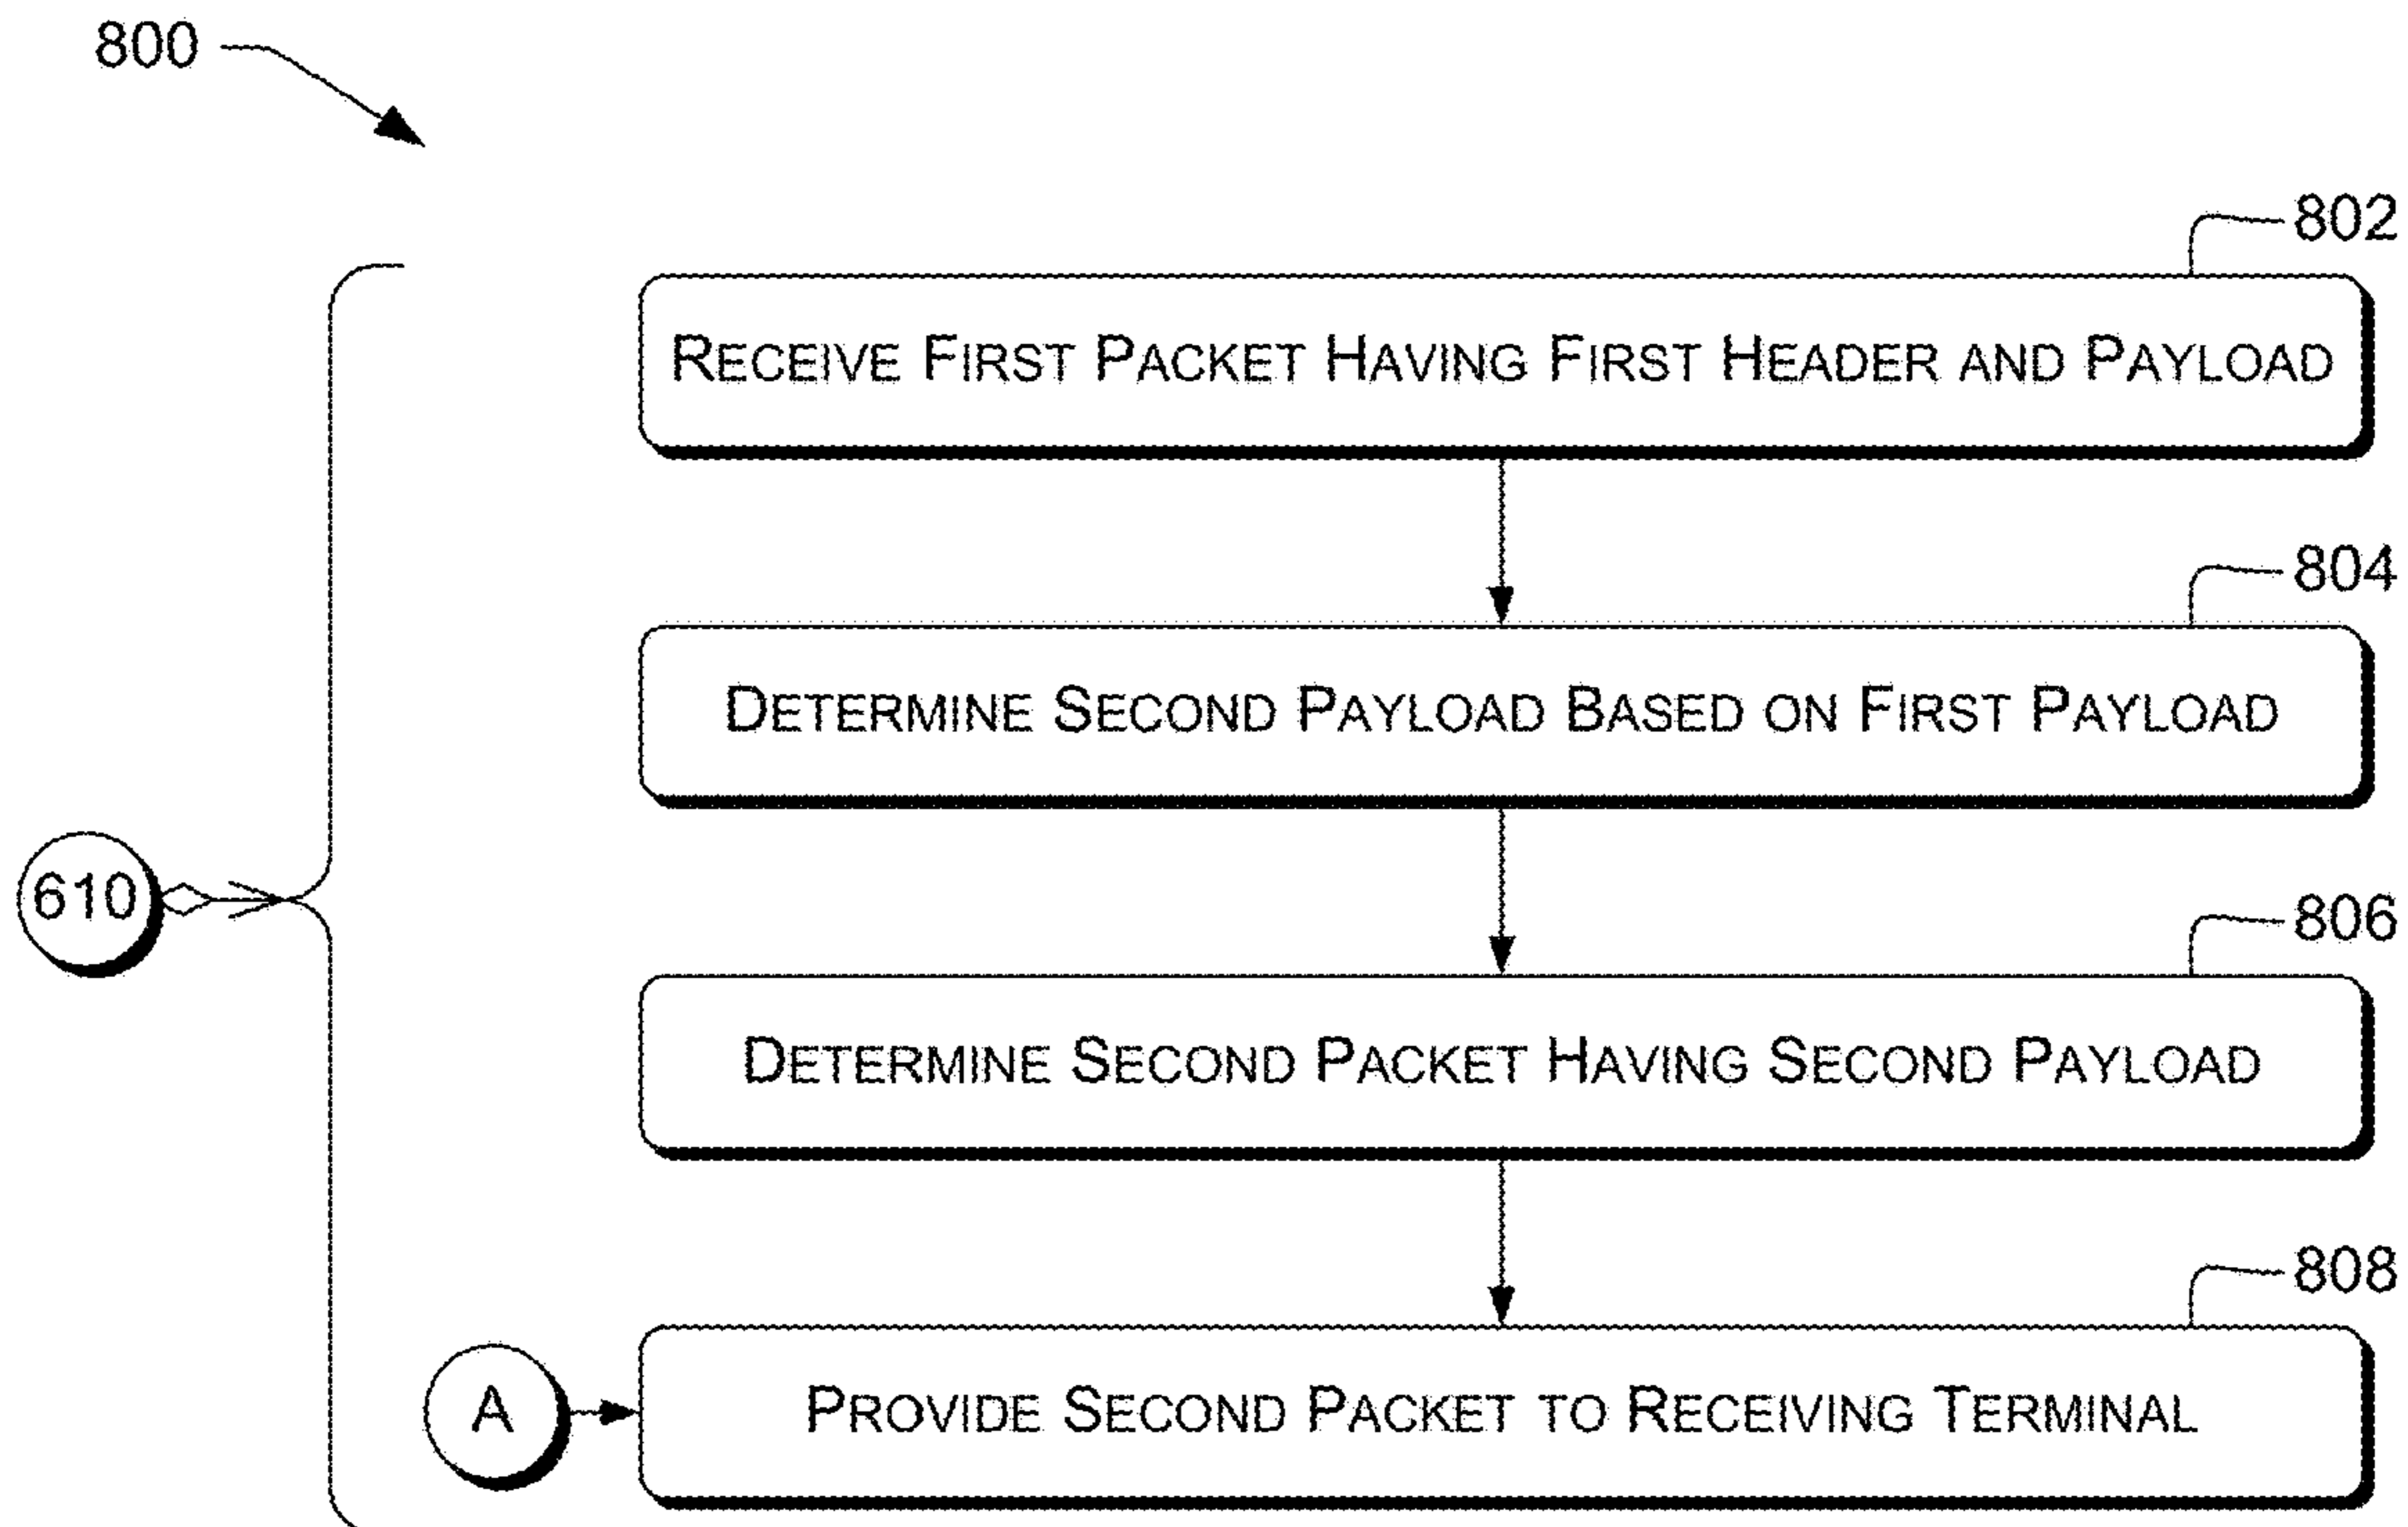 800
802
RECEIVE FIRST PACKET HAVING FIRST HEADER AND PAYLOAD
804
DETERMINE SECOND PAYLOAD BASED ON FIRST PAYLOAD
610
806
DETERMINE SECOND PACKET HAVING SECOND PAYLOAD
808
A
PROVIDE SECOND PACKET TO RECEIVING TERMINAL